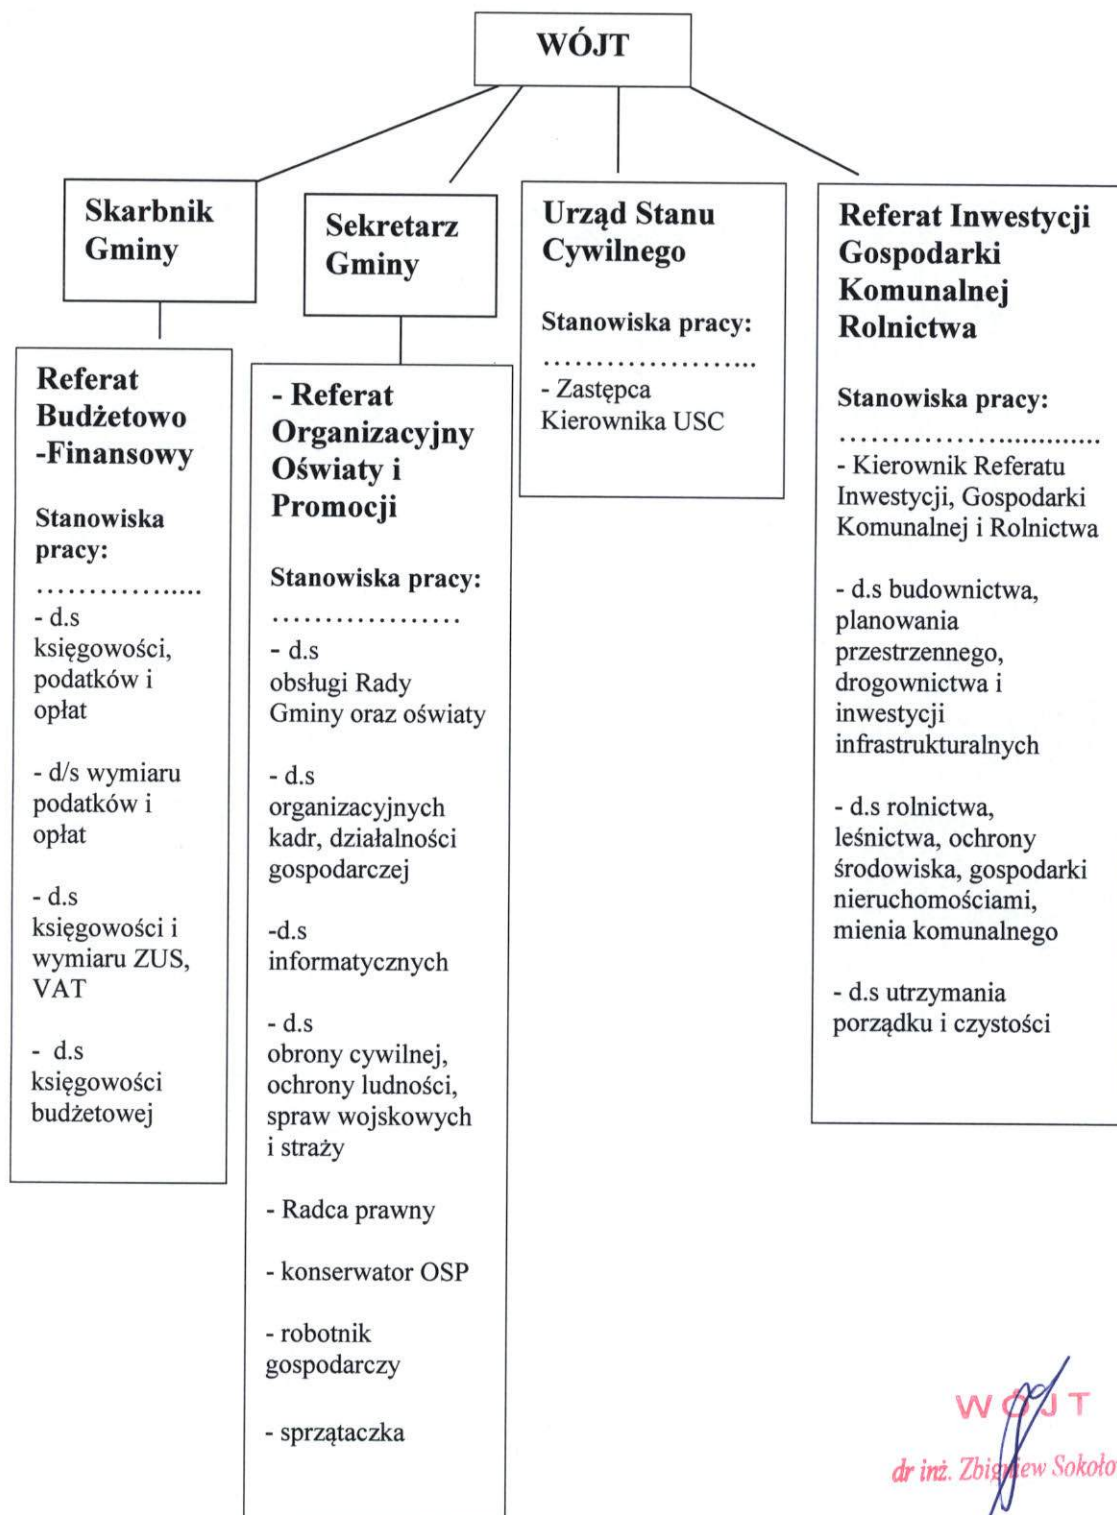 WÓJT
Skarbnik
Gminy
Sekretarz
Gminy
Urząd Stanu
Cywilnego
Stanowiska pracy:
…………………...
- Zastępca
Kierownika USC
Referat Inwestycji
Gospodarki
Komunalnej
Rolnictwa
Stanowiska pracy:
……………..............
- Kierownik Referatu
Inwestycji, Gospodarki
Komunalnej i Rolnictwa
- d.s budownictwa,
planowania
przestrzennego,
drogownictwa i
inwestycji
infrastrukturalnych
- d.s rolnictwa,
leśnictwa, ochrony
środowiska, gospodarki
nieruchomościami,
mienia komunalnego
- d.s utrzymania
porządku i czystości
Referat
Budżetowo
-Finansowy
Stanowiska
pracy:
………….....
- d.s
księgowości,
podatków i
opłat
- d/s wymiaru
podatków i
opłat
- d.s
księgowości i
wymiaru ZUS,
VAT
- d.s
księgowości
budżetowej
- Referat
Organizacyjny
Oświaty i
Promocji
Stanowiska pracy:
………………
- d.s
obsługi Rady
Gminy oraz oświaty
- d.s
organizacyjnych
kadr, działalności
gospodarczej
-d.s
informatycznych
- d.s
obrony cywilnej,
ochrony ludności,
spraw wojskowych
i straży
- Radca prawny
- konserwator OSP
- robotnik
gospodarczy
- sprzątaczka
WÓJT
dr inż. Zbigniew